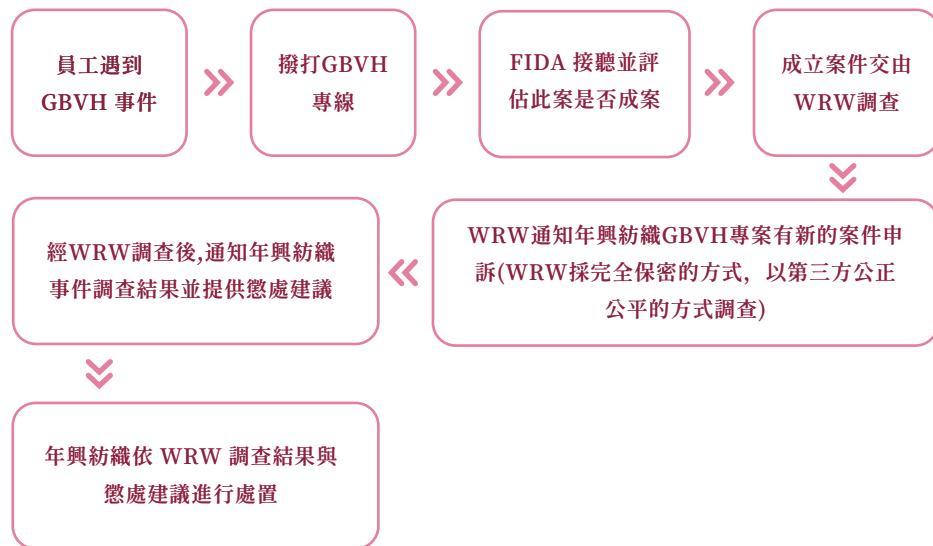 員工遇到
GBVH 事件
撥打GBVH
專線
FIDA 接聽並評
估此案是否成案
成立案件交由
WRW調查
WRW通知年興紡織GBVH專案有新的案件申
訴(WRW採完全保密的方式，以第三方公正
公平的方式調查)
經WRW調查後,通知年興紡織
事件調查結果並提供懲處建議
年興紡織依 WRW 調查結果與
懲處建議進行處置